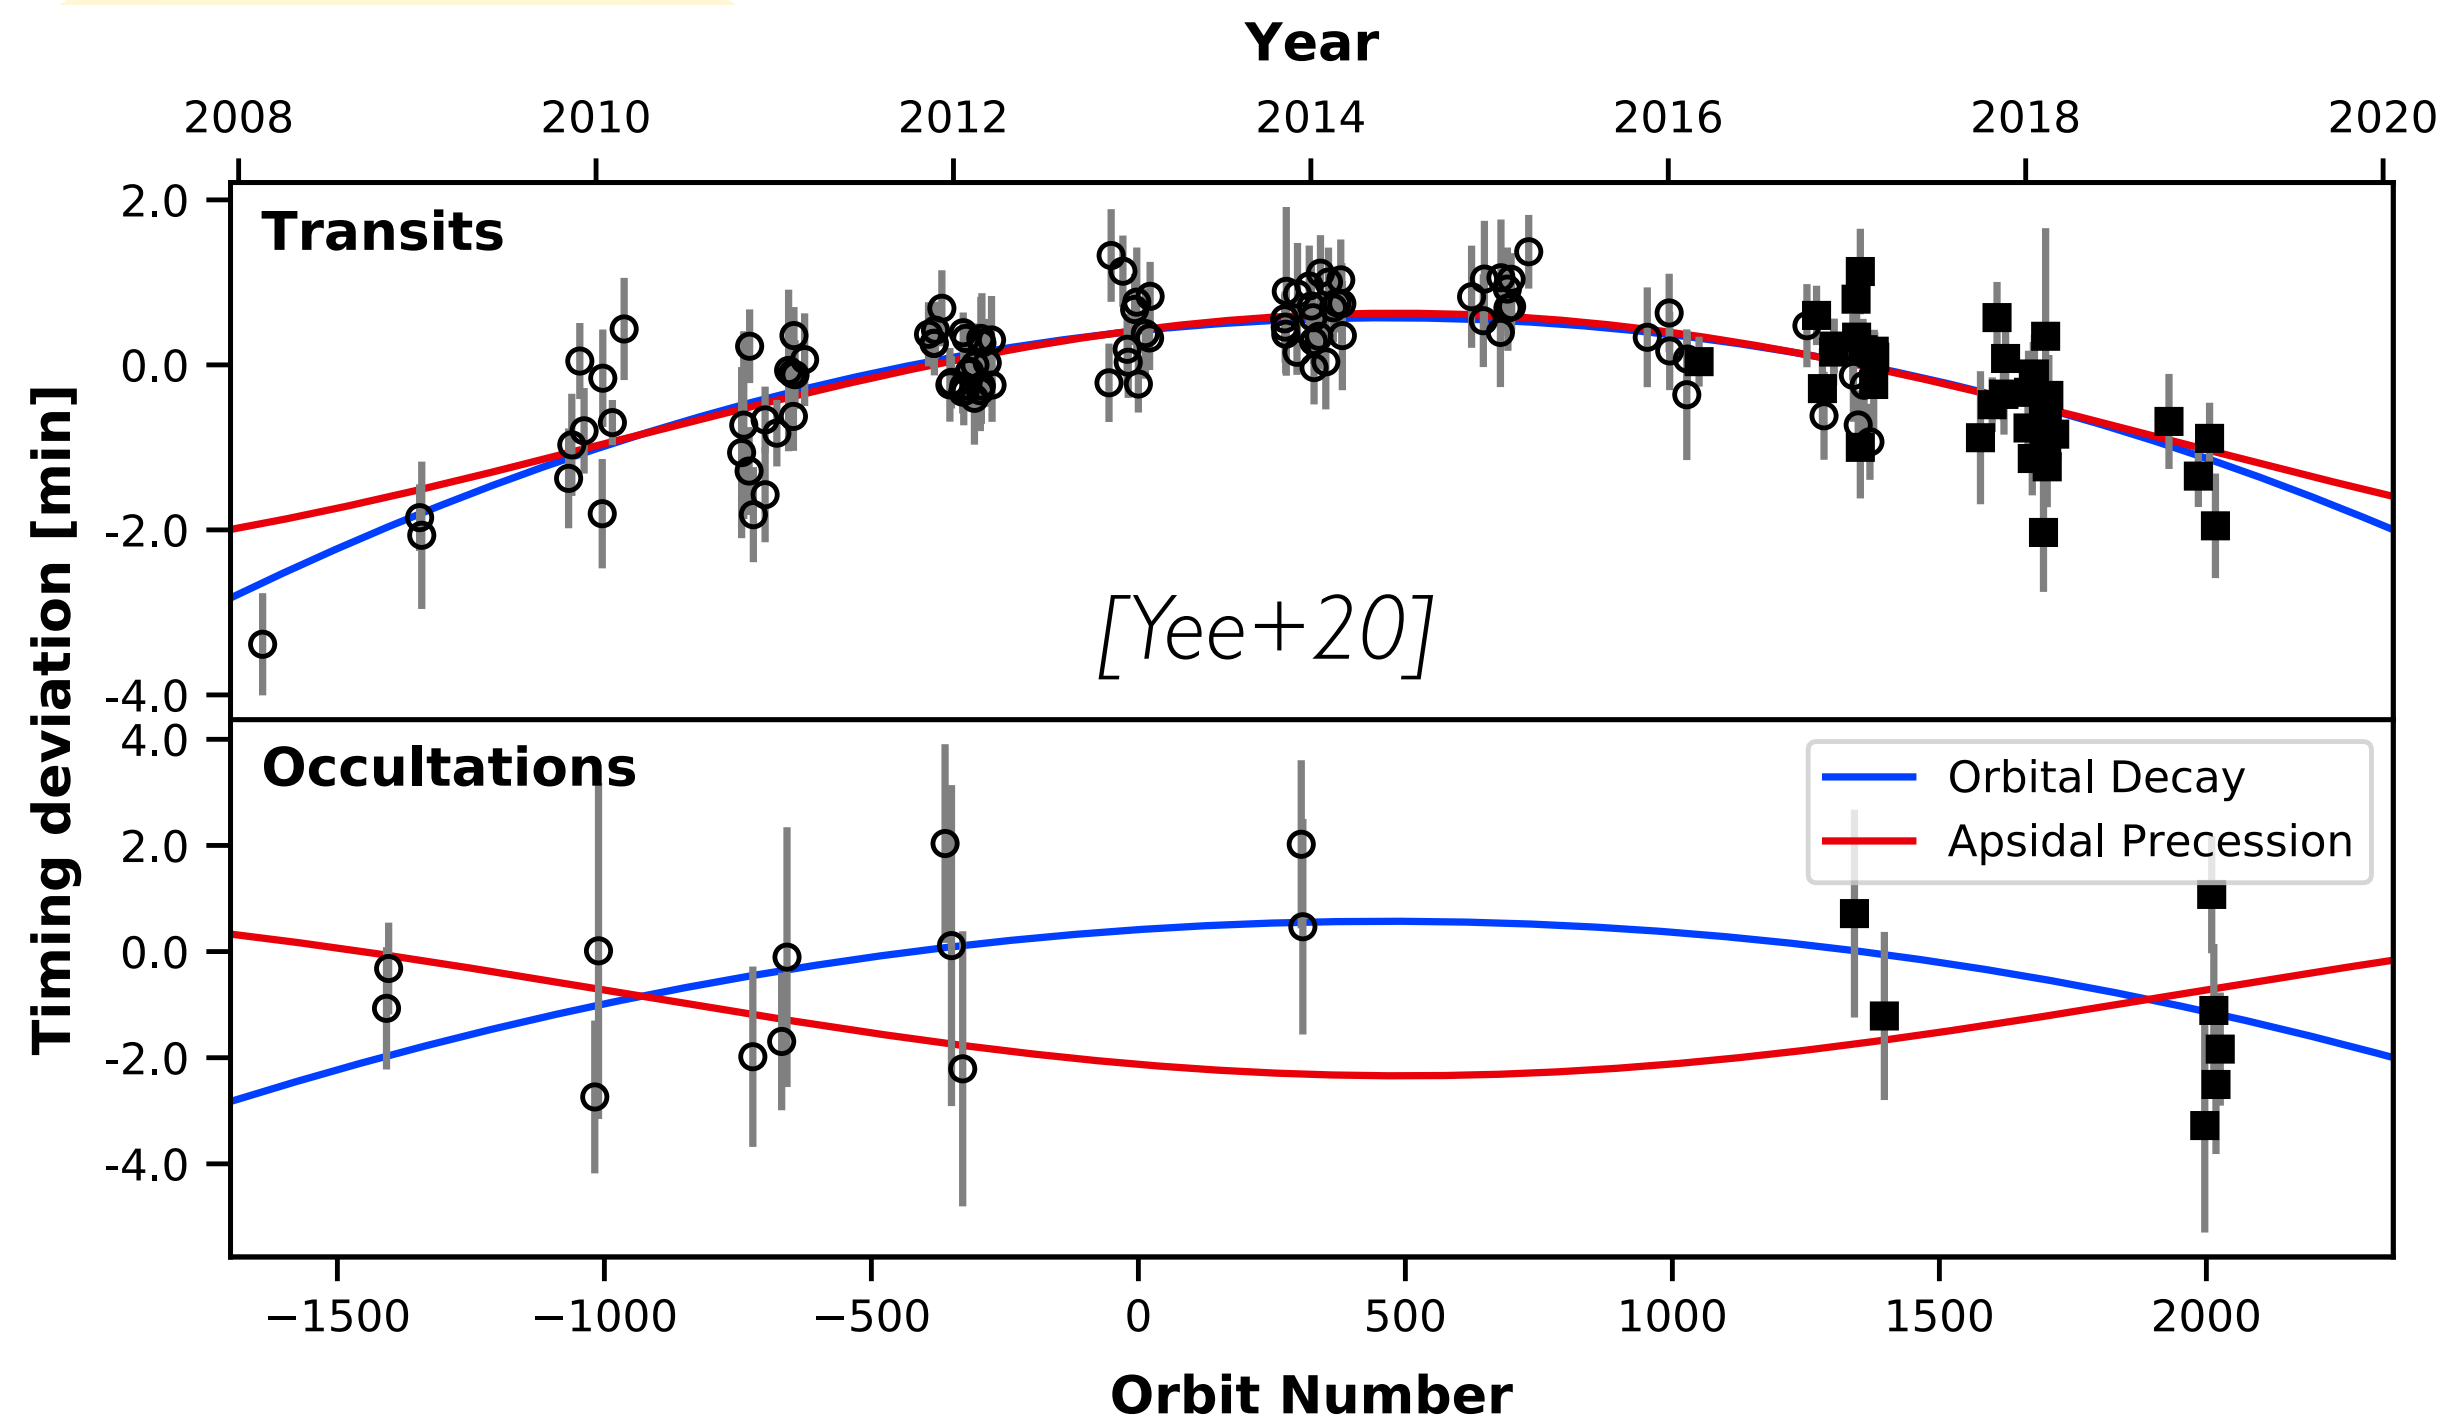 Year
2008 2010 2012 2014 2016 2018 2020
Transits
2.0
0.0
-2.0
-4.0
[Yee+20]
Timing deviation [min]
Occultations
4.0
2.0
0.0
-2.0
-4.0
Orbital Decay
Apsidal Precession
−1500 −1000 −500 0 500 1000 1500 2000
Orbit Number